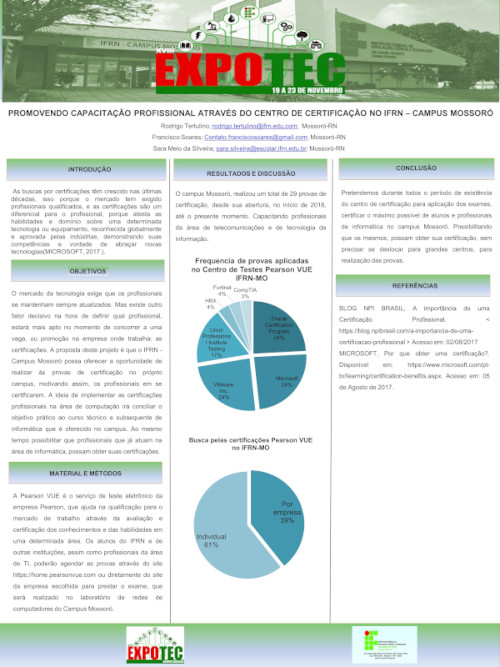 IFRN - CAMPUS MOSSORÓ
EXPOTEC
19 A 23 DE NOVEMBRO
PROMOVENDO CAPACITAÇÃO PROFISSIONAL ATRAVÉS DO CENTRO DE CERTIFICAÇÃO NO IFRN – CAMPUS MOSSORÓ
Rodrigo Tertulino; rodrigo.tertulino@ifrn.edu.com; Mossoró-RN
Francisco Soares; Contato.franciscosoares@gmail.com; Mossoró-RN
Sara Melo da Silveira; sara.silveira@escolar.ifrn.edu.br; Mossoró-RN
INTRODUÇÃO
As buscas por certificações têm crescido nas últimas
décadas, isso porque o mercado tem exigido
profissionais qualificados, e as certificações são um
diferencial para o profissional, porque atesta as
habilidades e domínio sobre uma determinada
tecnologia ou equipamento, reconhecida globalmente
e aprovada pelas indústrias, demonstrando suas
competências e vontade de abraçar novas
tecnologias(MICROSOFT, 2017 ).
OBJETIVOS
O mercado da tecnologia exige que os profissionais
se mantenham sempre atualizados. Mas existe outro
fator decisivo na hora de definir qual profissional,
estará mais apto no momento de concorrer a uma
vaga, ou promoção na empresa onde trabalha: as
certificações. A proposta deste projeto é que o IFRN -
Campus Mossoró possa oferecer a oportunidade de
realizar às provas de certificação no próprio
campus, motivando assim, os profissionais em se
certificarem. A ideia de implementar as certificações
profissionais na área de computação irá conciliar o
objetivo prático ao curso técnico e subsequente de
informática que é oferecido no campus. Ao mesmo
tempo possibilitar que profissionais que já atuam na
área de informática, possam obter suas certificações.
MATERIAL E MÉTODOS
A Pearson VUE é o serviço de teste eletrônico da
empresa Pearson, que ajuda na qualificação para o
mercado de trabalho através da avaliação e
certificação dos conhecimentos e das habilidades em
uma determinada área. Os alunos do IFRN e de
outras instituições, assim como profissionais da área
de TI, poderão agendar as provas através do site
https://home.pearsonvue.com ou diretamente do site
da empresa escolhida para prestar o exame, que
será realizado no laboratório de redes de
computadores do Campus Mossoró.
RESULTADOS E DISCUSSÃO
O campus Mossoró, realizou um total de 29 provas de
certificação, desde sua abertura, no início de 2018,
até o presente momento. Capacitando profissionais
da área de telecomunicações e de tecnologia da
informação.
Frequencia de provas aplicadas
no Centro de Testes Pearson VUE
IFRN-MO
Fortinet
4%
CompTIA
3%
HBX
4%
Oracle
Certification
Program
24%
Linux
Professiona
l Institute
Testing
17%
Microsoft
24%
VMware
Inc.
24%
Busca pelas certificações Pearson VUE
no IFRN-MO
Por
empresa
39%
Individual
61%
CONCLUSÃO
Pretendemos durante todos o período de existência
do centro de certificação para aplicação dos exames,
certificar o máximo possível de alunos e profissionais
de informática no campus Mossoró. Possibilitando
que os mesmos, possam obter sua certificação, sem
precisar se deslocar para grandes centros, para
realização das provas.
REFERÊNCIAS
BLOG NPI BRASIL, A importância de uma
Certificação Profissional. <
https://blog.npibrasil.com/a-importancia-de-uma-
certificacao-profissional > Acesso em: 02/08/2017
MICROSOFT, Por que obter uma certificação?.
Disponível em: https://www.microsoft.com/pt-
br/learning/certification-benefits.aspx. Acesso em: 05
de Agosto de 2017.
EXPOTEC